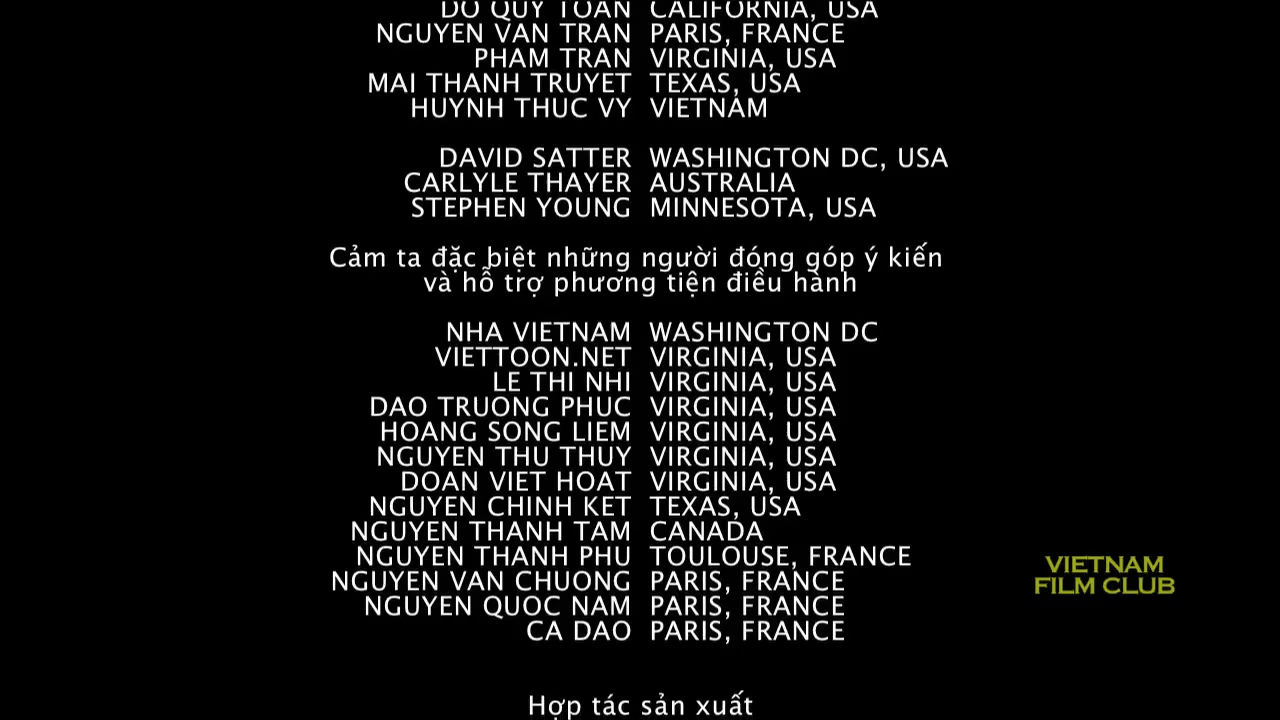 DO QUY TOAN CALIFORNIA, USA
NGUYEN VAN TRAN PARIS, FRANCE
PHAM TRAN VIRGINIA, USA
MAI THANH TRUYET TEXAS, USA
HUYNH THUC VY VIETNAM
DAVID SATTER WASHINGTON DC, USA
CARLYLE THAYER AUSTRALIA
STEPHEN YOUNG MINNESOTA, USA
Cảm ta đặc biệt những người đóng góp ý kiến
và hỗ trợ phương tiện điều hành
NHA VIETNAM WASHINGTON DC
VIETTOON.NET VIRGINIA, USA
LE THI NHI VIRGINIA, USA
DAO TRUONG PHUC VIRGINIA, USA
HOANG SONG LIEM VIRGINIA, USA
NGUYEN THU THUY VIRGINIA, USA
DOAN VIET HOAT VIRGINIA, USA
NGUYEN CHINH KET TEXAS, USA
NGUYEN THANH TAM CANADA
NGUYEN THANH PHU TOULOUSE, FRANCE
NGUYEN VAN CHUONG PARIS, FRANCE
NGUYEN QUOC NAM PARIS, FRANCE
CA DAO PARIS, FRANCE
VIETNAM
FILM CLUB
Hợp tác sản xuất